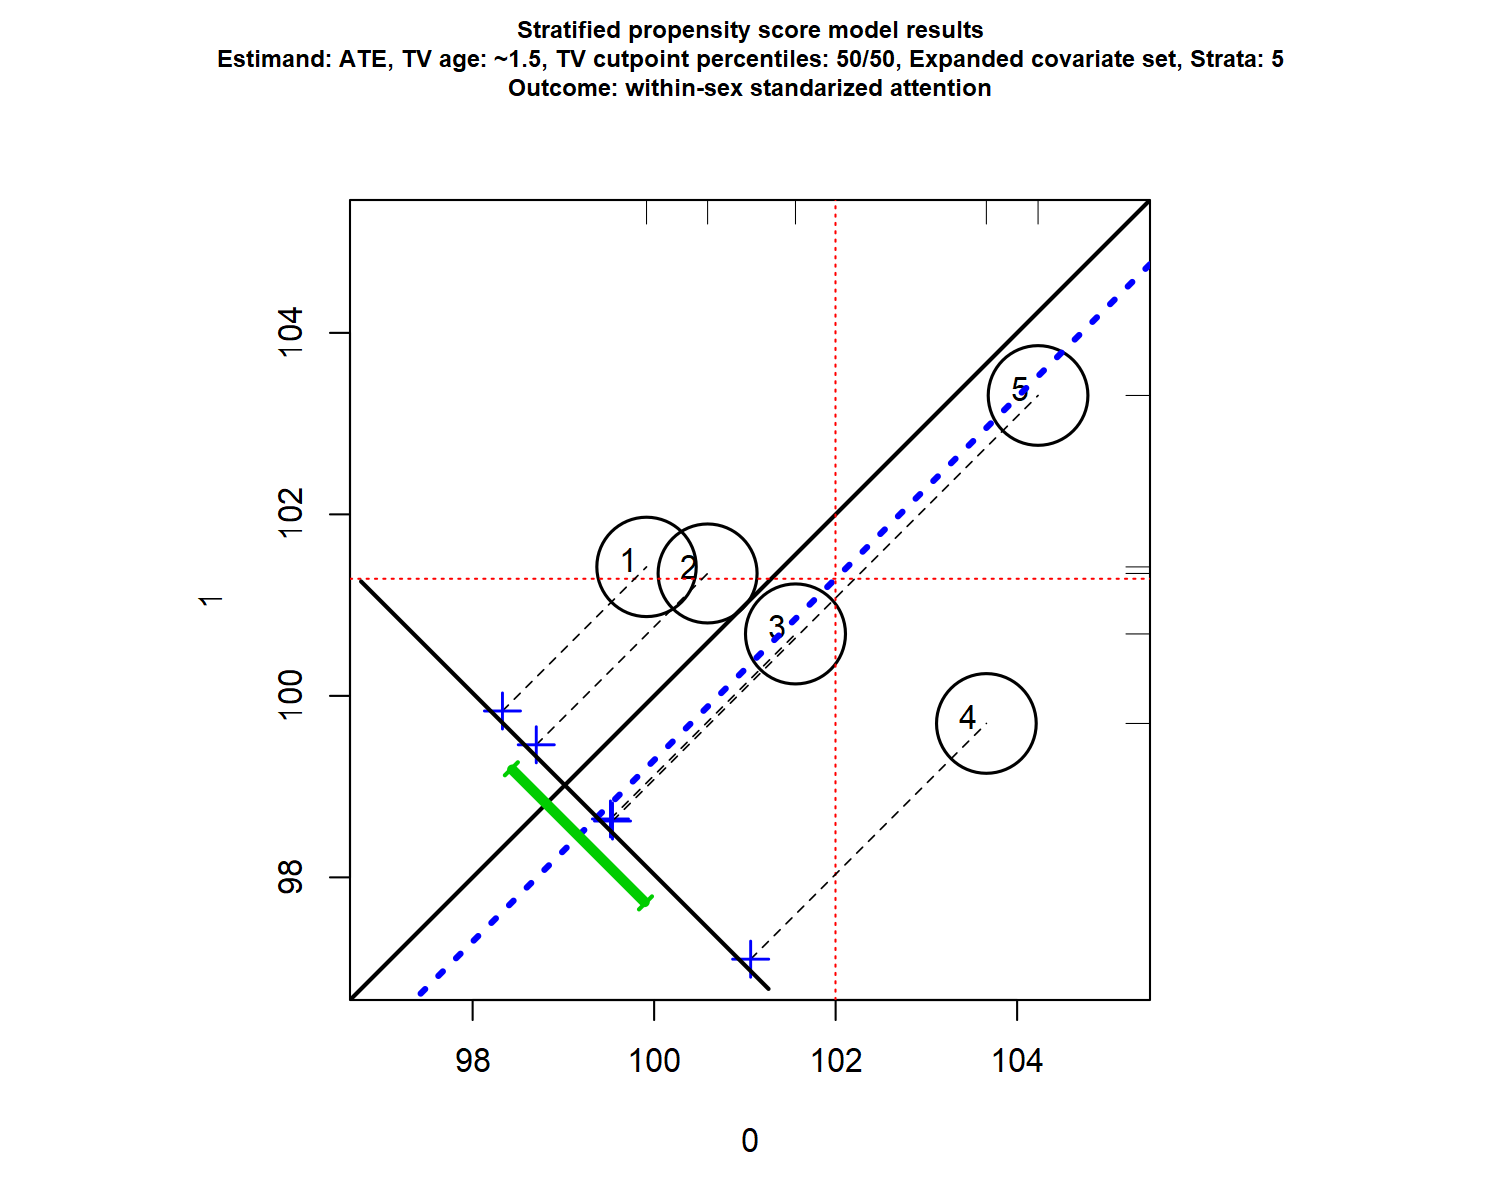 Stratified propensity score model results
Estimand: ATE, TV age: ~1.5, TV cutpoint percentiles: 50/50, Expanded covariate set, Strata: 5
Outcome: within-sex standarized attention
104
102
100
98
1
1
2
3
4
5
98 100 102 104
0